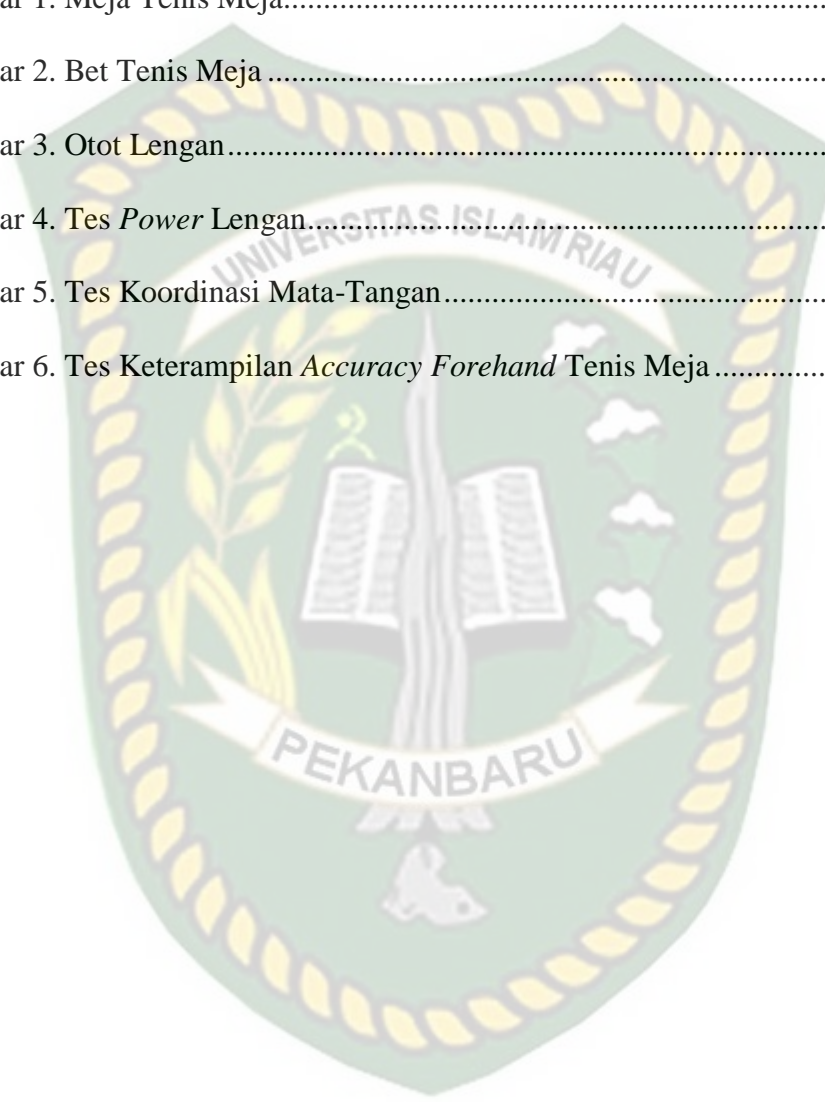 ar 1. Meja Tenis Meja........................................................................
ar 2. Bet Tenis Meja........................................................................
ar 3. Otot Lengan........................................................................
ar 4. Tes Power Lengan........................................................................
UNIVERSITAS ISLAM RIAU
ar 5. Tes Koordinasi Mata-Tangan........................................................
ar 6. Tes Keterampilan Accuracy Forehand Tenis Meja..............
PEKANBARU